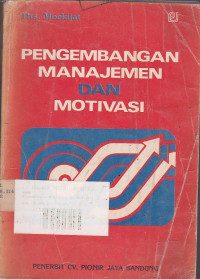 Drs. Moekijat
PENGEMBANGAN
MANAJEMEN
DAN
MOTIVASI
PENERBIT CV. PIONIR JAYA BANDUNG